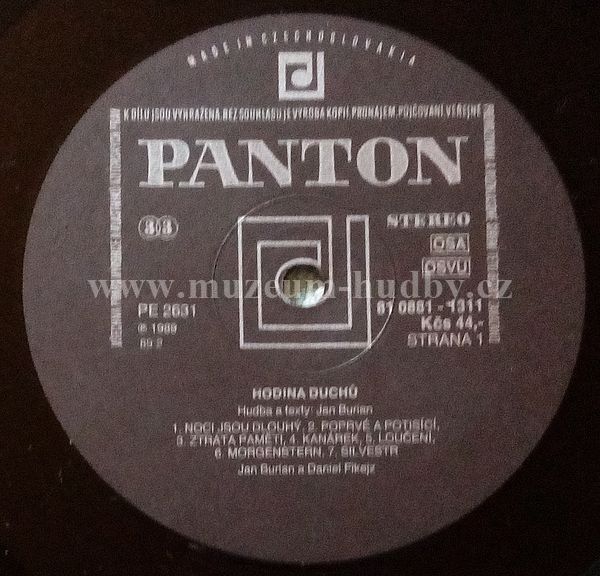 MADE IN CZECHOSLOVAKIA
K DÍLU JSOU VYHRAZENA. BEZ SOUHLASU JE VÝROBA KOPIÍ, PRONÁJEM, PŮJČOVÁNÍ, VEŘEJNÉ
PANTON
33
STEREO
OSA
OSVU
www.muzeum-hudby.cz
PE 2631
81 0881 - 1311
Kčs 44,-
℗ 1989
STRANA 1
89 2
HODINA DUCHŮ
Hudba a texty: Jan Burian
1. NOCI JSOU DLOUHÝ, 2. POPRVÉ A POTISÍCÍ,
3. ZTRÁTA PAMĚTI, 4. KANÁREK, 5. LOUČENÍ,
6. MORGENSTERN, 7. SILVESTR
Jan Burian a Daniel Fikejz